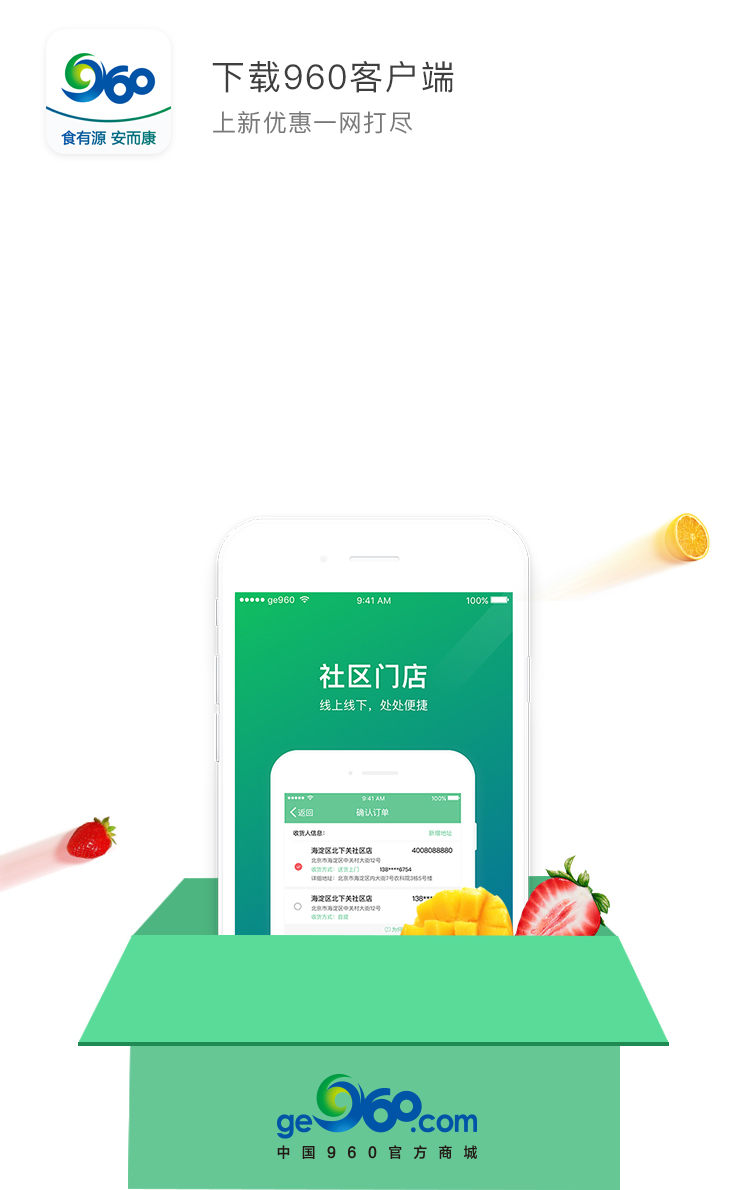 960
食有源 安而康
下载960客户端
上新优惠一网打尽
ge960
9:41 AM
100%
社区门店
线上线下，处处便捷
9:41 AM
100%
返回
确认订单
收货人信息：
新增地址
海淀区北下关社区店 4008088880
北京市海淀区中关村大街12号
收货方式：送货上门 138****6754
详细地址：北京市海淀区内大街7号农科院3栋5号楼
海淀区北下关社区店 138**
北京市海淀区中关村大街12号
收货方式：自提
ge960.com
中国960官方商城